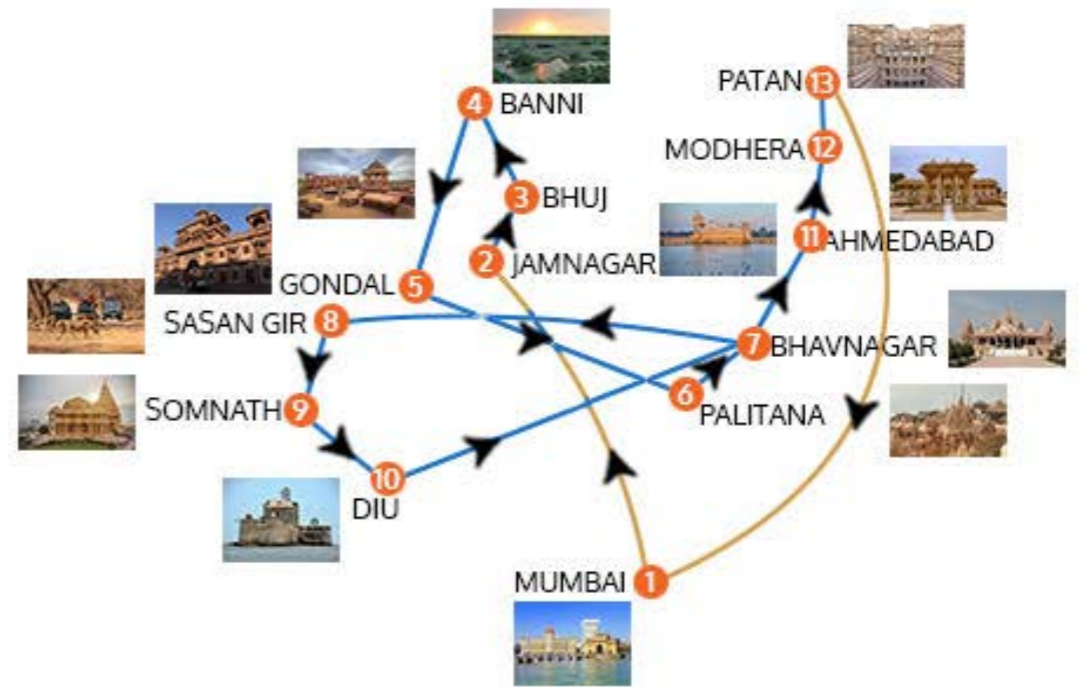 PATAN 13
4 BANNI
MODHERA 12
3 BHUJ
11 AHMEDABAD
2 JAMNAGAR
GONDAL 5
SASAN GIR 8
7 BHAVNAGAR
6
PALITANA
SOMNATH 9
10
DIU
MUMBAI 1